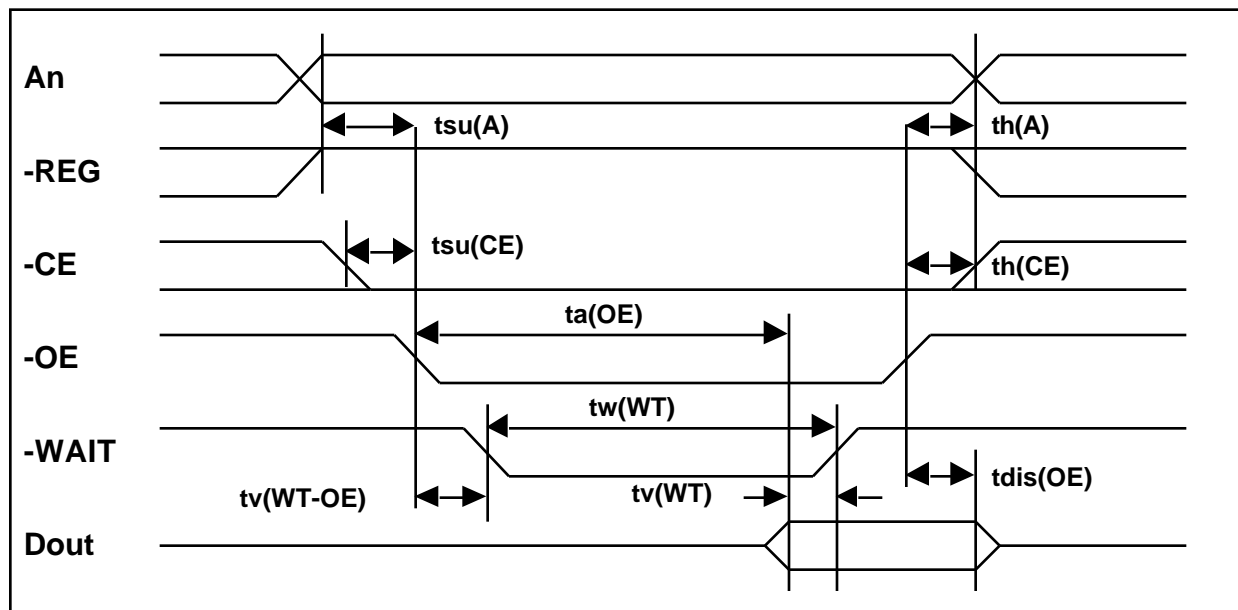 An
tsu(A)
th(A)
-REG
tsu(CE)
-CE
th(CE)
ta(OE)
-OE
tw(WT)
-WAIT
tv(WT-OE)
tv(WT)
tdis(OE)
Dout